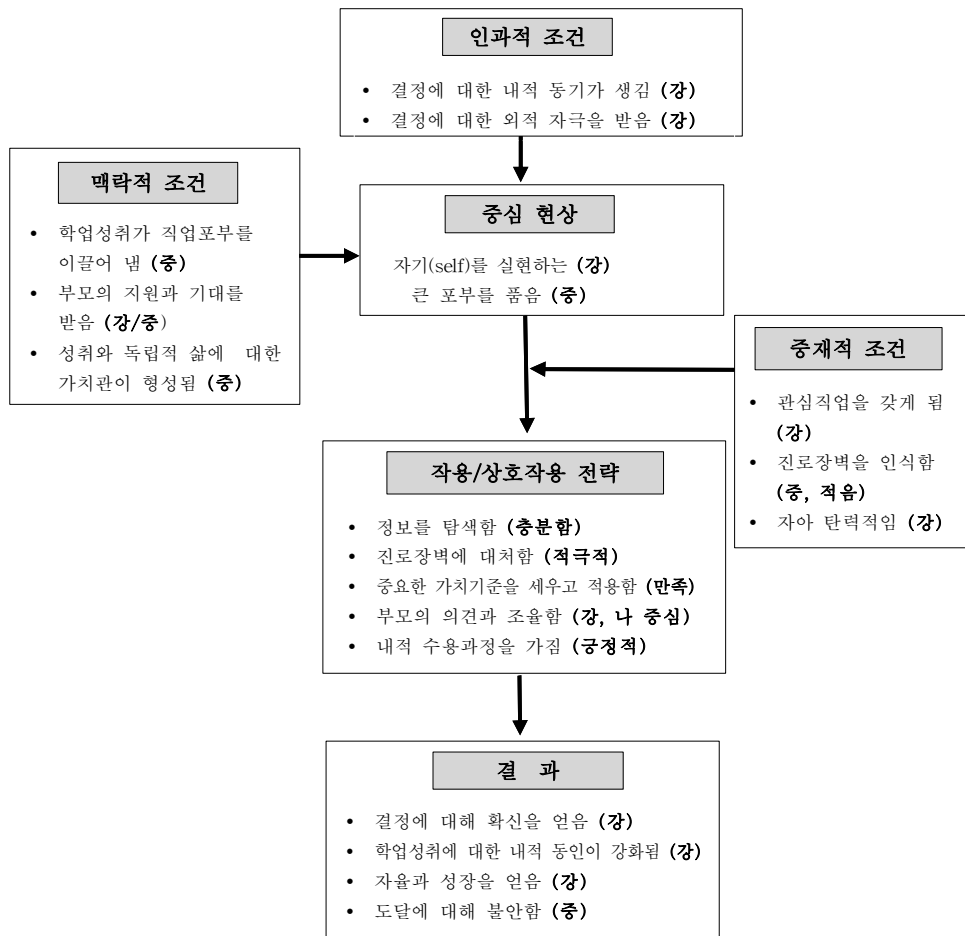 인과적 조건
• 결정에 대한 내적 동기가 생김 (강)
• 결정에 대한 외적 자극을 받음 (강)
맥락적 조건
• 학업성취가 직업포부를
이끌어 냄 (중)
• 부모의 지원과 기대를
받음 (강/중)
• 성취와 독립적 삶에 대한
가치관이 형성됨 (중)
중심 현상
자기(self)를 실현하는 (강)
큰 포부를 품음 (중)
중재적 조건
• 관심직업을 갖게 됨
(강)
• 진로장벽을 인식함
(중, 적음)
• 자아 탄력적임 (강)
작용/상호작용 전략
• 정보를 탐색함 (충분함)
• 진로장벽에 대처함 (적극적)
• 중요한 가치기준을 세우고 적용함 (만족)
• 부모의 의견과 조율함 (강, 나 중심)
• 내적 수용과정을 가짐 (긍정적)
결 과
• 결정에 대해 확신을 얻음 (강)
• 학업성취에 대한 내적 동인이 강화됨 (강)
• 자율과 성장을 얻음 (강)
• 도달에 대해 불안함 (중)